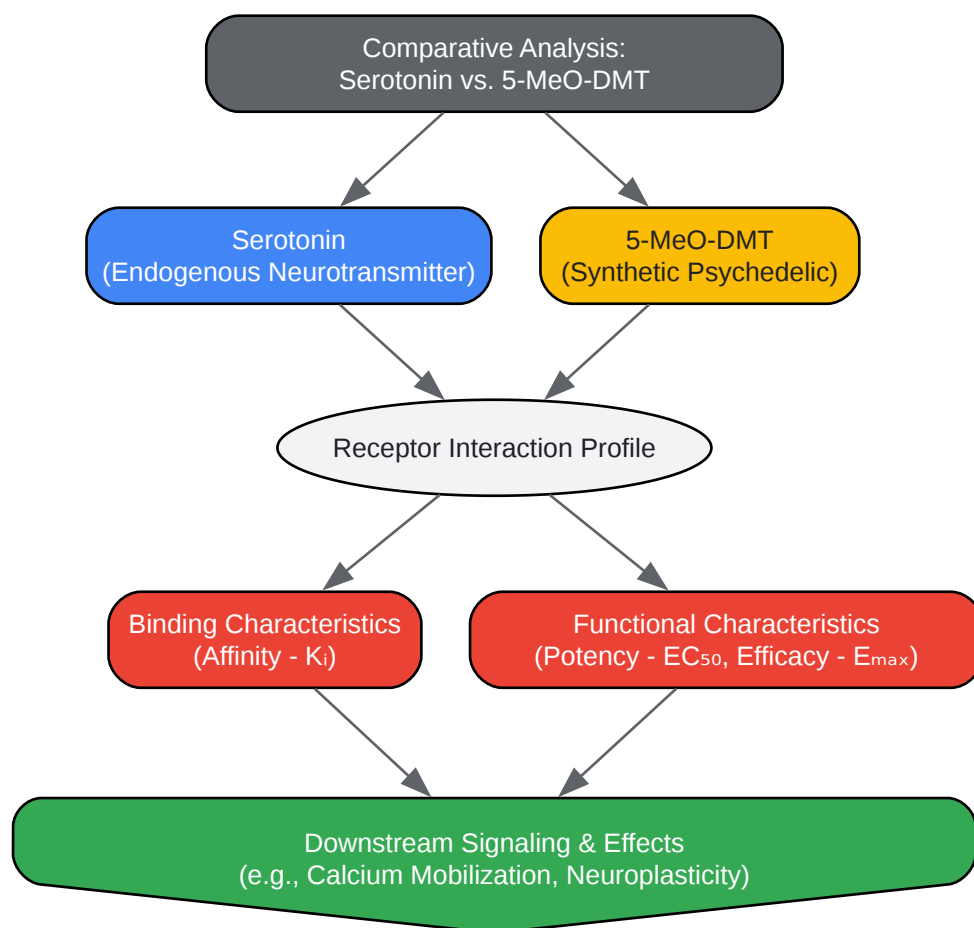 Comparative Analysis:
Serotonin vs. 5-MeO-DMT
Serotonin
(Endogenous Neurotransmitter)
5-MeO-DMT
(Synthetic Psychedelic)
Receptor Interaction Profile
Binding Characteristics
(Affinity - Kᵢ)
Functional Characteristics
(Potency - EC₅₀, Efficacy - Eₘₐₓ)
Downstream Signaling & Effects
(e.g., Calcium Mobilization, Neuroplasticity)